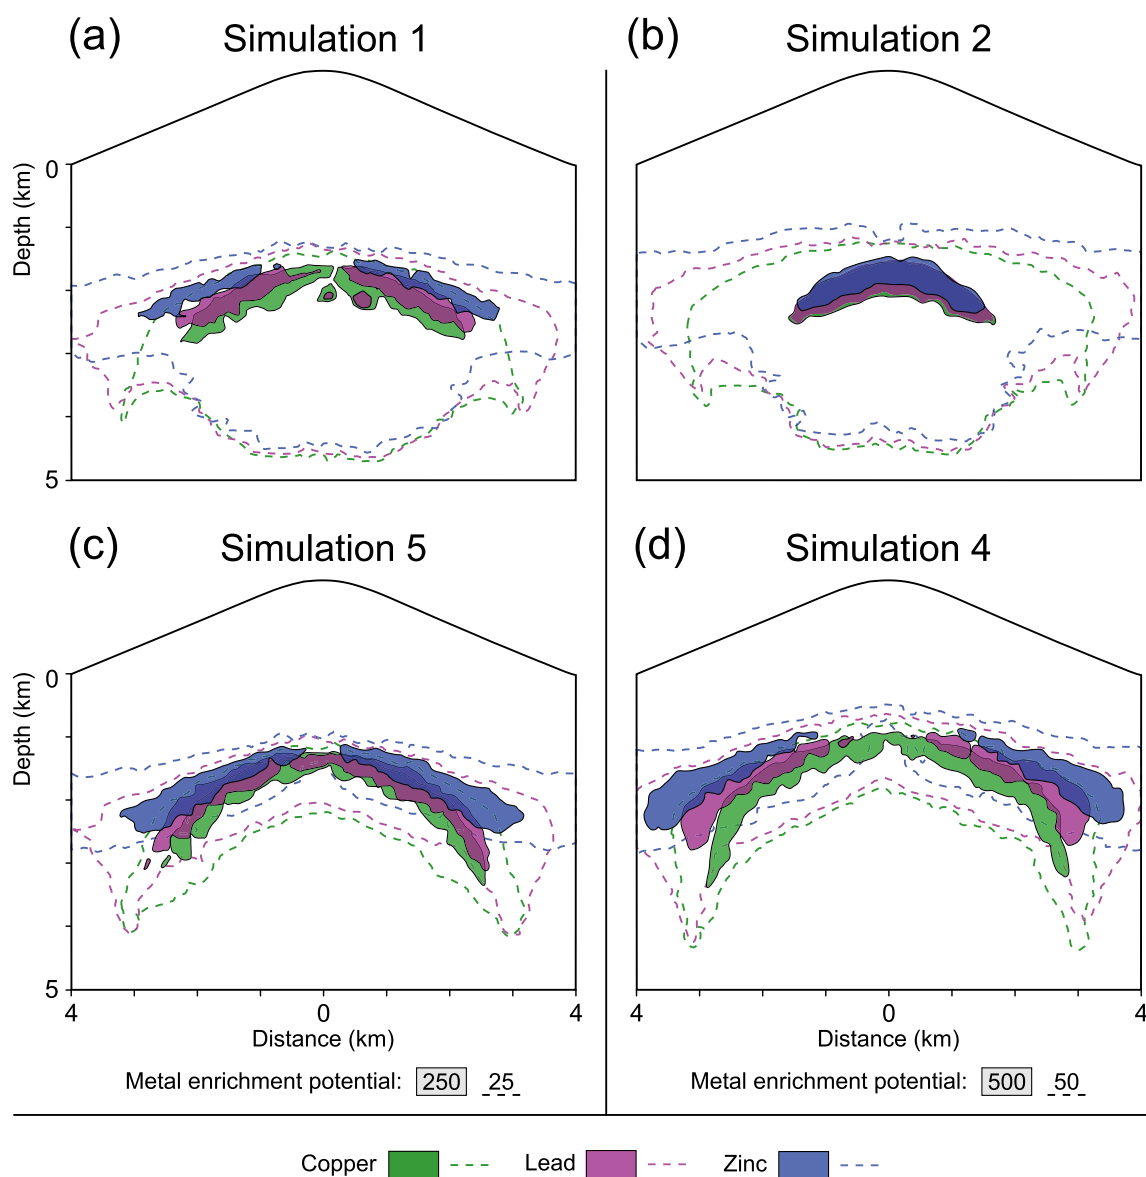 (a) Simulation 1
(b) Simulation 2
0
Depth (km)
5
(c) Simulation 5
(d) Simulation 4
0
Depth (km)
5
4 0 4
4 0 4
Distance (km)
Distance (km)
Metal enrichment potential: 250 25
Metal enrichment potential: 500 50
Copper Lead Zinc